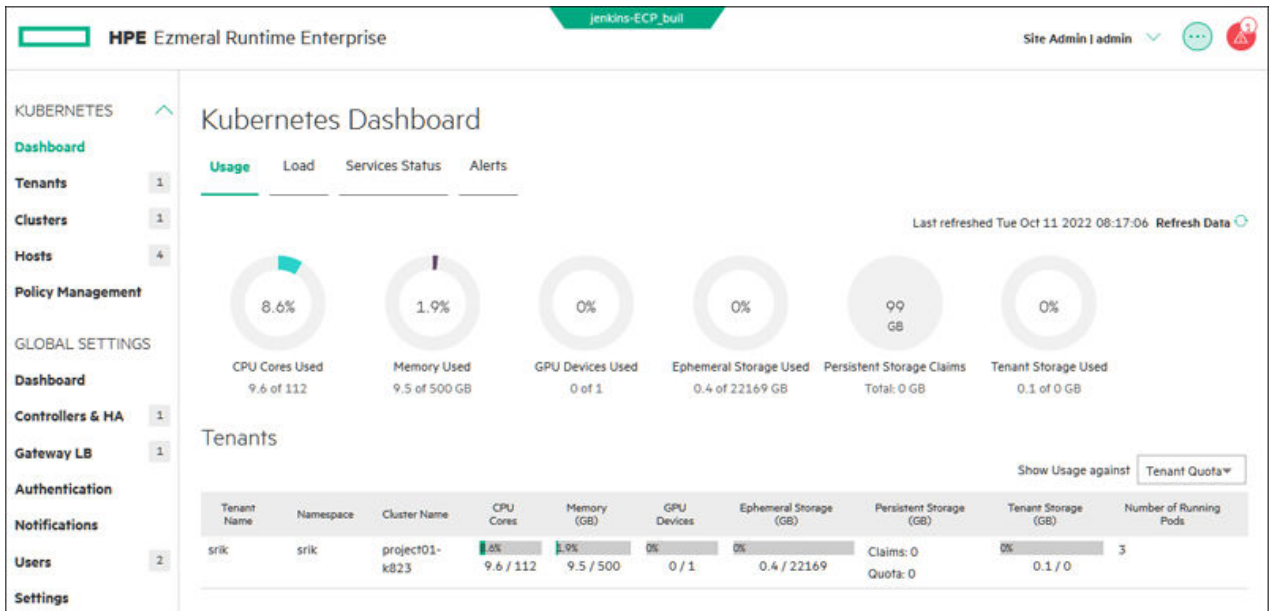 jenkins-ECP_buil
HPE Ezmeral Runtime Enterprise
Site Admin | admin
1
KUBERNETES
Dashboard
Tenants 1
Clusters 1
Hosts 4
Policy Management
GLOBAL SETTINGS
Dashboard
Controllers & HA 1
Gateway LB 1
Authentication
Notifications
Users 2
Settings
Kubernetes Dashboard
Usage Load Services Status Alerts
Last refreshed Tue Oct 11 2022 08:17:06 Refresh Data
8.6% 1.9% 0% 0% 99 0%
GB
CPU Cores Used Memory Used GPU Devices Used Ephemeral Storage Used Persistent Storage Claims Tenant Storage Used
9.6 of 112 9.5 of 500 GB 0 of 1 0.4 of 22169 GB Total: 0 GB 0.1 of 0 GB
Tenants
Show Usage against Tenant Quota
Tenant Namespace Cluster Name CPU Memory GPU Ephemeral Storage Persistent Storage Tenant Storage Number of Running
Name Cores (GB) Devices (GB) (GB) (GB) Pods
srik srik project01- 8.6% 1.9% 0% 0% Claims: 0 0% 3
k823 9.6 / 112 9.5 / 500 0 / 1 0.4 / 22169 Quota: 0 0.1 / 0